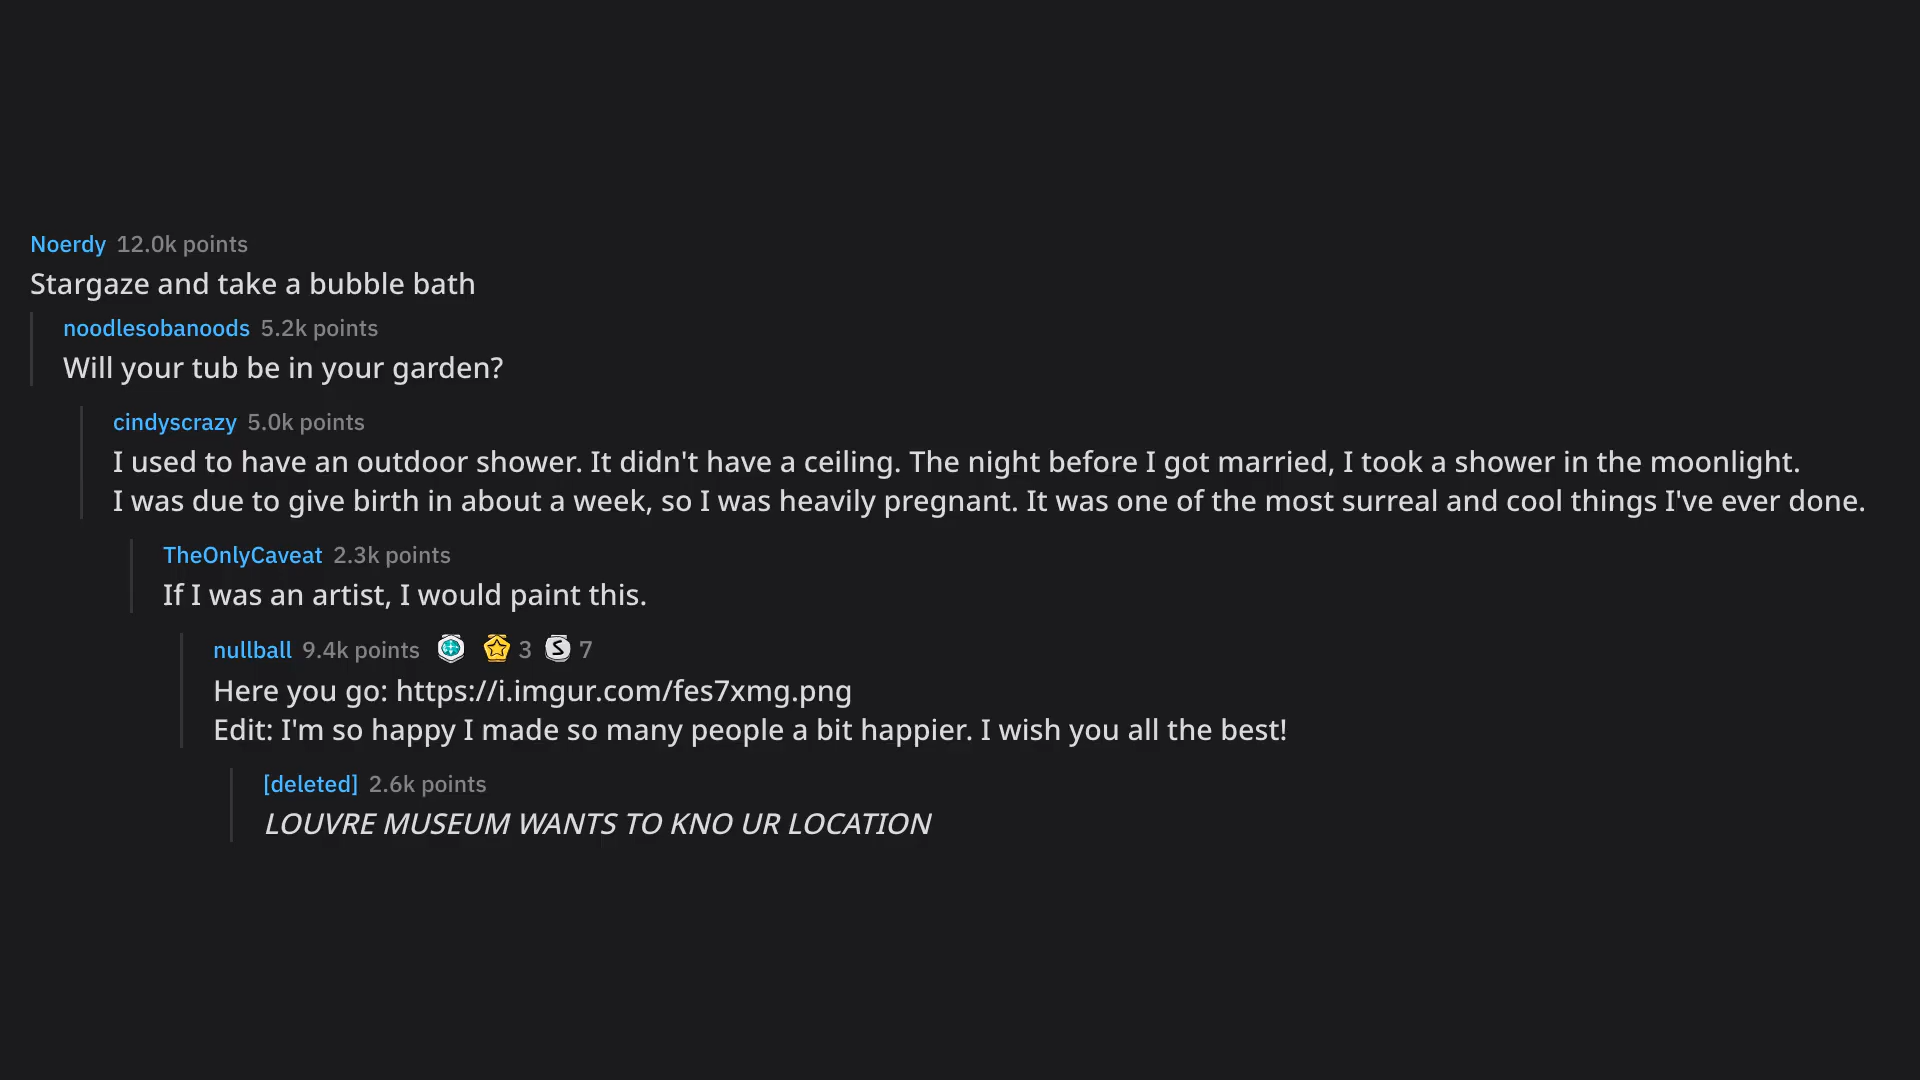 Noerdy 12.0k points
Stargaze and take a bubble bath
noodlesobanoods 5.2k points
Will your tub be in your garden?
cindyscrazy 5.0k points
I used to have an outdoor shower. It didn't have a ceiling. The night before I got married, I took a shower in the moonlight.
I was due to give birth in about a week, so I was heavily pregnant. It was one of the most surreal and cool things I've ever done.
TheOnlyCaveat 2.3k points
If I was an artist, I would paint this.
nullball 9.4k points 3 S 7
Here you go: https://i.imgur.com/fes7xmg.png
Edit: I'm so happy I made so many people a bit happier. I wish you all the best!
[deleted] 2.6k points
LOUVRE MUSEUM WANTS TO KNO UR LOCATION